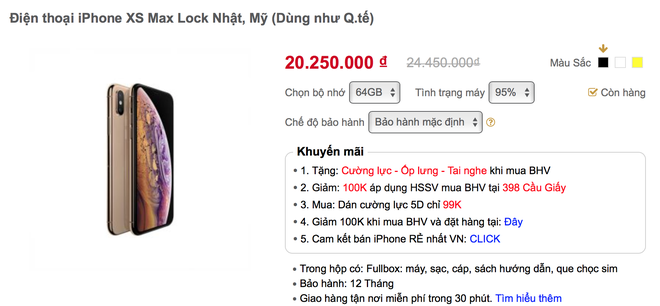 Điện thoại iPhone XS Max Lock Nhật, Mỹ (Dùng như Q.tế)
20.250.000 ₫ 24.450.000₫ Màu Sắc
Chọn bộ nhớ 64GB Tình trạng máy 95% Còn hàng
Chế độ bảo hành Bảo hành mặc định ?
Khuyến mãi
• 1. Tặng: Cường lực - Ốp lưng - Tai nghe khi mua BHV
• 2. Giảm: 100K áp dụng HSSV mua BHV tại 398 Cầu Giấy
• 3. Mua: Dán cường lực 5D chỉ 99K
• 4. Giảm 100K khi mua BHV và đặt hàng tại: Đây
• 5. Cam kết bán iPhone RẺ nhất VN: CLICK
• Trong hộp có: Fullbox: máy, sạc, cáp, sách hướng dẫn, que chọc sim
• Bảo hành: 12 Tháng
• Giao hàng tận nơi miễn phí trong 30 phút. Tìm hiểu thêm